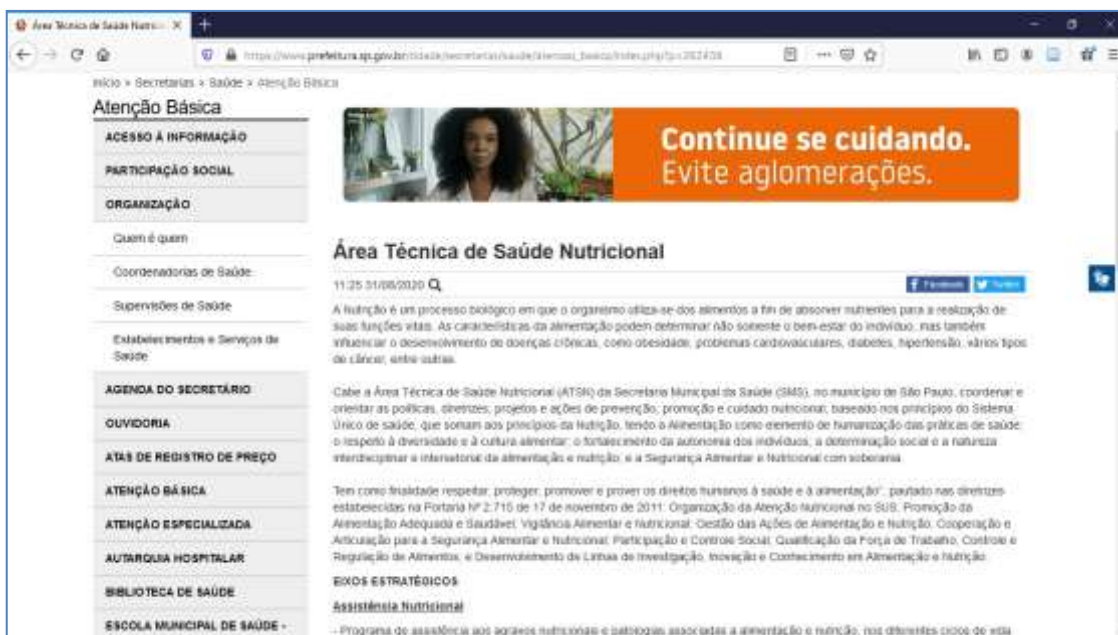 Área Técnica de Saúde Nutricio
https://www.prefeitura.sp.gov.br/cidade/secretarias/saude/atencao_basica/index.php?p=
Início > Secretarias > Saúde > Atenção Básica
Atenção Básica
ACESSO À INFORMAÇÃO
PARTICIPAÇÃO SOCIAL
ORGANIZAÇÃO
Quem é quem
Coordenadorias de Saúde
Supervisões de Saúde
Estabelecimentos e Serviços de
Saúde
AGENDA DO SECRETÁRIO
OUVIDORIA
ATAS DE REGISTRO DE PREÇO
ATENÇÃO BÁSICA
ATENÇÃO ESPECIALIZADA
AUTARQUIA HOSPITALAR
BIBLIOTECA DE SAÚDE
ESCOLA MUNICIPAL DE SAÚDE -
Continue se cuidando.
Evite aglomerações.
Área Técnica de Saúde Nutricional
11:25 31/08/2020
Facebook Twitter
A Nutrição é um processo biológico em que o organismo utiliza-se dos alimentos a fim de absorver nutrientes para a realização de
suas funções vitais. As características da alimentação podem determinar não somente o bem-estar do indivíduo, mas também
influenciar o desenvolvimento de doenças crônicas, como obesidade, problemas cardiovasculares, diabetes, hipertensão, vários tipos
de câncer, entre outras.
Cabe a Área Técnica de Saúde Nutricional (ATSN) da Secretaria Municipal da Saúde (SMS), no município de São Paulo, coordenar e
orientar as políticas, diretrizes, projetos e ações de prevenção, promoção e cuidado nutricional, baseado nos princípios do Sistema
Único de saúde, que somam aos princípios da Nutrição, tendo a Alimentação como elemento de humanização das práticas de saúde;
o respeito à diversidade e à cultura alimentar; o fortalecimento da autonomia dos indivíduos; a determinação social e a natureza
interdisciplinar e intersetorial da alimentação e nutrição; e a Segurança Alimentar e Nutricional com soberania.
Tem como finalidade respeitar, proteger, promover e prover os direitos humanos à saúde e à alimentação", pautado nas diretrizes
estabelecidas na Portaria Nº 2.715 de 17 de novembro de 2011: Organização da Atenção Nutricional no SUS; Promoção da
Alimentação Adequada e Saudável; Vigilância Alimentar e Nutricional; Gestão das Ações de Alimentação e Nutrição; Cooperação e
Articulação para a Segurança Alimentar e Nutricional; Participação e Controle Social; Qualificação da Força de Trabalho; Controle e
Regulação de Alimentos; e Desenvolvimento de Linhas de Investigação, Inovação e Conhecimento em Alimentação e Nutrição.
EIXOS ESTRATÉGICOS
Assistência Nutricional
- Programa de assistência aos agravos nutricionais e patologias associadas a alimentação e nutrição, nos diferentes ciclos de vida